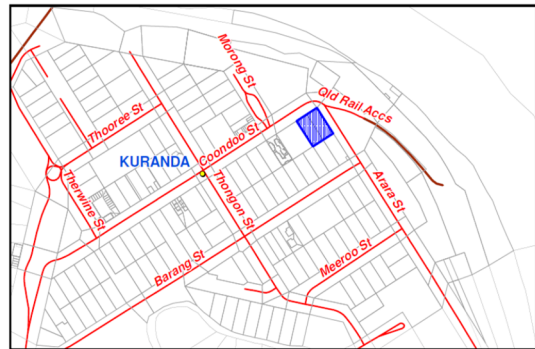 Morong St
Qld Rail Accs
Thooree St
Coondoo St
KURANDA
Therwine St
Thongon St
Arara St
Barang St
Meeroo St